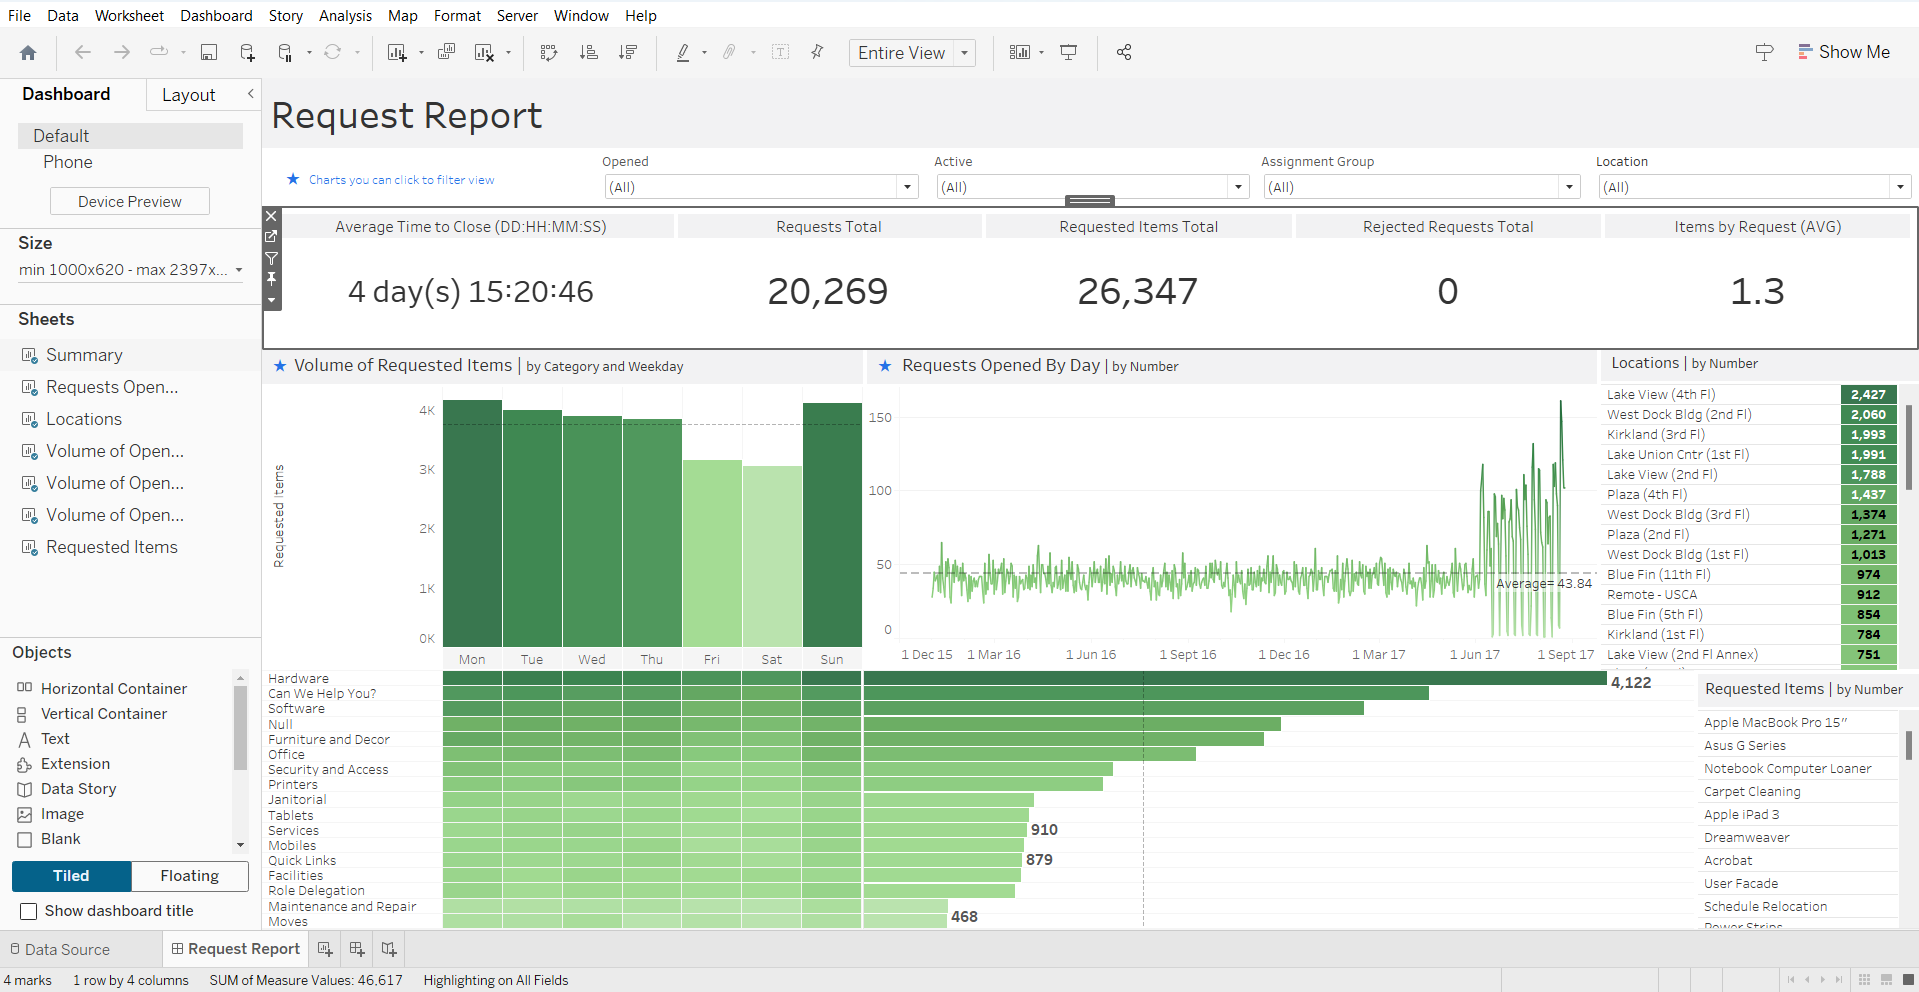 File Data Worksheet Dashboard Story Analysis Map Format Server Window Help
Entire View
Show Me
Dashboard Layout
Default
Phone
Device Preview
Size
min 1000x620 - max 2397x...
Sheets
Summary
Requests Open...
Locations
Volume of Open...
Volume of Open...
Volume of Open...
Requested Items
Objects
Horizontal Container
Vertical Container
Text
Extension
Data Story
Image
Blank
Tiled Floating
Show dashboard title
Request Report
Charts you can click to filter view
Opened
(All)
Active
(All)
Assignment Group
(All)
Location
(All)
Average Time to Close (DD:HH:MM:SS)
4 day(s) 15:20:46
Requests Total
20,269
Requested Items Total
26,347
Rejected Requests Total
0
Items by Request (AVG)
1.3
Volume of Requested Items | by Category and Weekday
Requested Items
4K
3K
2K
1K
0K
Mon Tue Wed Thu Fri Sat Sun
Requests Opened By Day | by Number
150
100
50
0
Average= 43.84
1 Dec 15 1 Mar 16 1 Jun 16 1 Sept 16 1 Dec 16 1 Mar 17 1 Jun 17 1 Sept 17
Locations | by Number
Lake View (4th Fl) 2,427
West Dock Bldg (2nd Fl) 2,060
Kirkland (3rd Fl) 1,993
Lake Union Cntr (1st Fl) 1,991
Lake View (2nd Fl) 1,788
Plaza (4th Fl) 1,437
West Dock Bldg (3rd Fl) 1,374
Plaza (2nd Fl) 1,271
West Dock Bldg (1st Fl) 1,013
Blue Fin (11th Fl) 974
Remote - USCA 912
Blue Fin (5th Fl) 854
Kirkland (1st Fl) 784
Lake View (2nd Fl Annex) 751
Hardware 4,122
Can We Help You?
Software
Null
Furniture and Decor
Office
Security and Access
Printers
Janitorial
Tablets
Services 910
Mobiles
Quick Links 879
Facilities
Role Delegation
Maintenance and Repair
Moves 468
Requested Items | by Number
Apple MacBook Pro 15"
Asus G Series
Notebook Computer Loaner
Carpet Cleaning
Apple iPad 3
Dreamweaver
Acrobat
User Facade
Schedule Relocation
Power Strips
Data Source Request Report
4 marks 1 row by 4 columns SUM of Measure Values: 46,617 Highlighting on All Fields